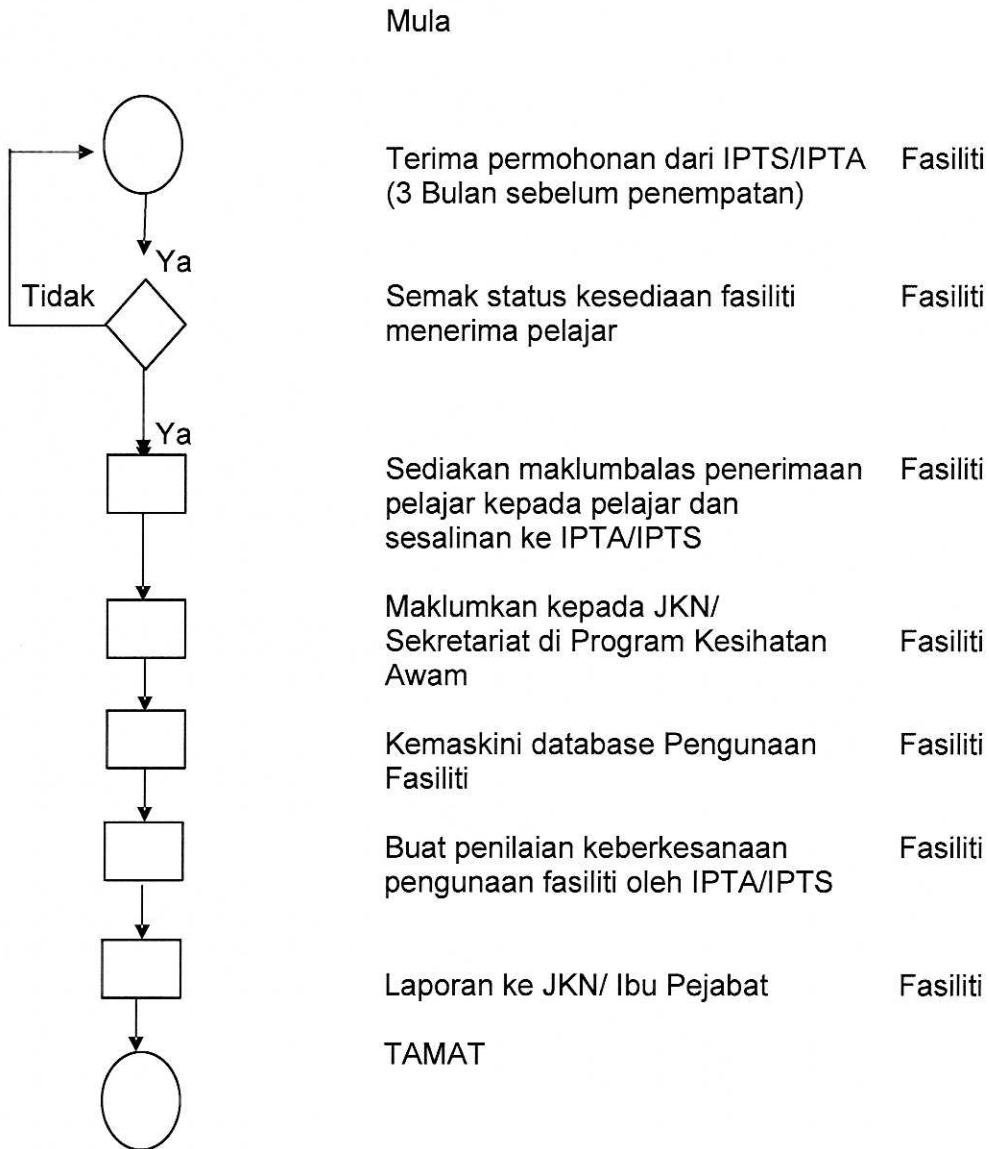 Mula
Terima permohonan dari IPTS/IPTA Fasiliti
(3 Bulan sebelum penempatan)
Ya
Tidak
Semak status kesediaan fasiliti Fasiliti
menerima pelajar
Ya
Sediakan maklumbalas penerimaan Fasiliti
pelajar kepada pelajar dan
sesalinan ke IPTA/IPTS
Maklumkan kepada JKN/
Sekretariat di Program Kesihatan Fasiliti
Awam
Kemaskini database Pengunaan Fasiliti
Fasiliti
Buat penilaian keberkesanaan Fasiliti
pengunaan fasiliti oleh IPTA/IPTS
Laporan ke JKN/ Ibu Pejabat Fasiliti
TAMAT